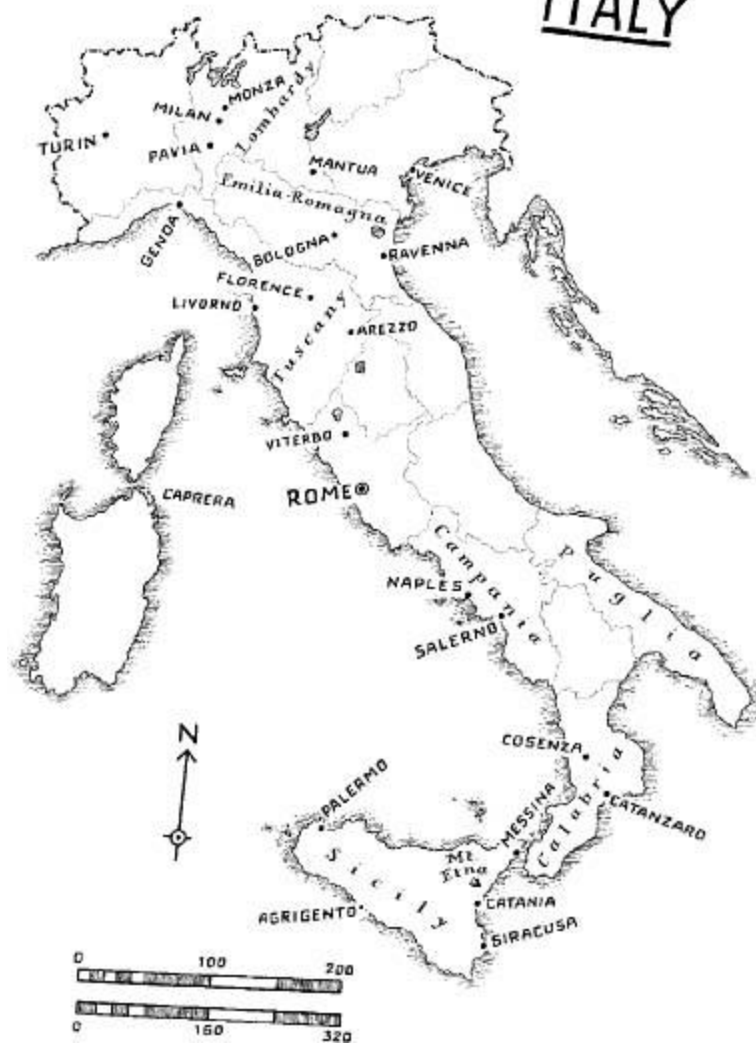 ITALY
MONZA
MILAN
Lombardy
TURIN
PAVIA
MANTUA
VENICE
Emilia-Romagna
GENOA
BOLOGNA
RAVENNA
FLORENCE
LIVORNO
Tuscany
AREZZO
VITERBO
ROME
CAPRERA
Campania
Puglia
NAPLES
SALERNO
N
COSENZA
Calabria
CATANZARO
PALERMO
MESSINA
Sicily
Mt.
Etna
AGRIGENTO
CATANIA
SIRACUSA
0 100 200
0 160 320